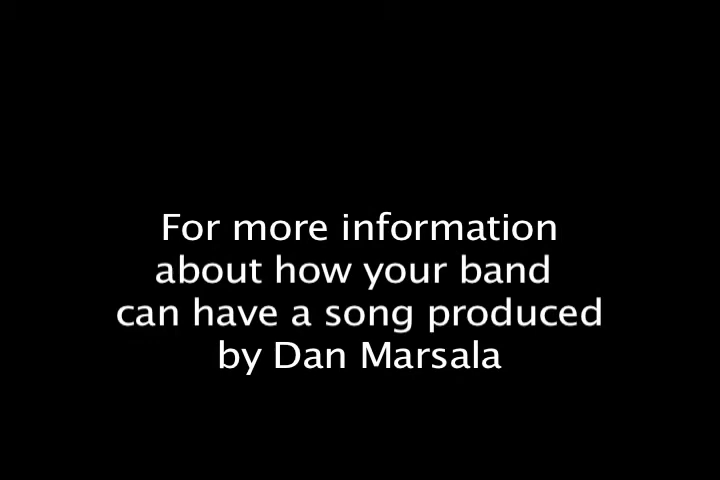 For more information
about how your band
can have a song produced
by Dan Marsala